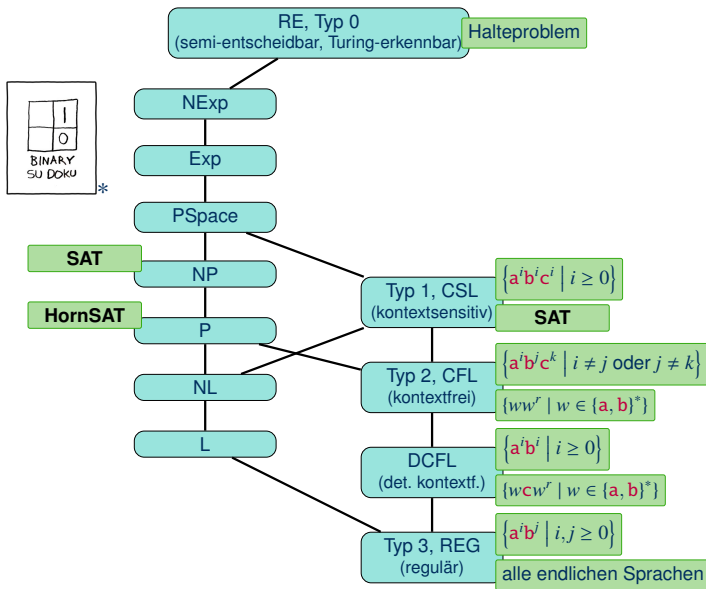 RE, Typ 0
(semi-entscheidbar, Turing-erkennbar)
Halteproblem
NExp
1
0
BINARY
SU DOKU
*
Exp
PSpace
SAT
NP
Typ 1, CSL
(kontextsensitiv)
{aⁱbⁱcⁱ | i ≥ 0}
SAT
HornSAT
P
Typ 2, CFL
(kontextfrei)
{aⁱbʲcᵏ | i ≠ j oder j ≠ k}
{wwʳ | w ∈ {a, b}*}
NL
L
DCFL
(det. kontextf.)
{aⁱbⁱ | i ≥ 0}
{wcwʳ | w ∈ {a, b}*}
Typ 3, REG
(regulär)
{aⁱbʲ | i, j ≥ 0}
alle endlichen Sprachen